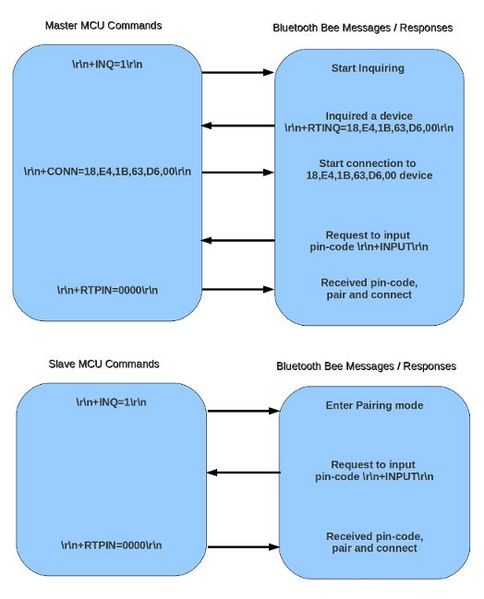 Master MCU Commands
Bluetooth Bee Messages / Responses
\r\n+INQ=1\r\n
Start Inquiring
Inquired a device
\r\n+RTINQ=18,E4,1B,63,D6,00\r\n
\r\n+CONN=18,E4,1B,63,D6,00\r\n
Start connection to
18,E4,1B,63,D6,00 device
Request to input
pin-code \r\n+INPUT\r\n
\r\n+RTPIN=0000\r\n
Received pin-code,
pair and connect
Slave MCU Commands
Bluetooth Bee Messages / Responses
\r\n+INQ=1\r\n
Enter Pairing mode
Request to input
pin-code \r\n+INPUT\r\n
\r\n+RTPIN=0000\r\n
Received pin-code,
pair and connect